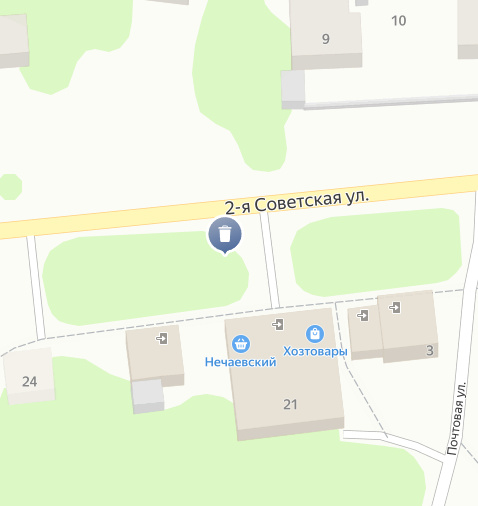 10
9
2-я Советская ул.
Нечаевский
Хозтовары
3
24
21
Почтовая ул.